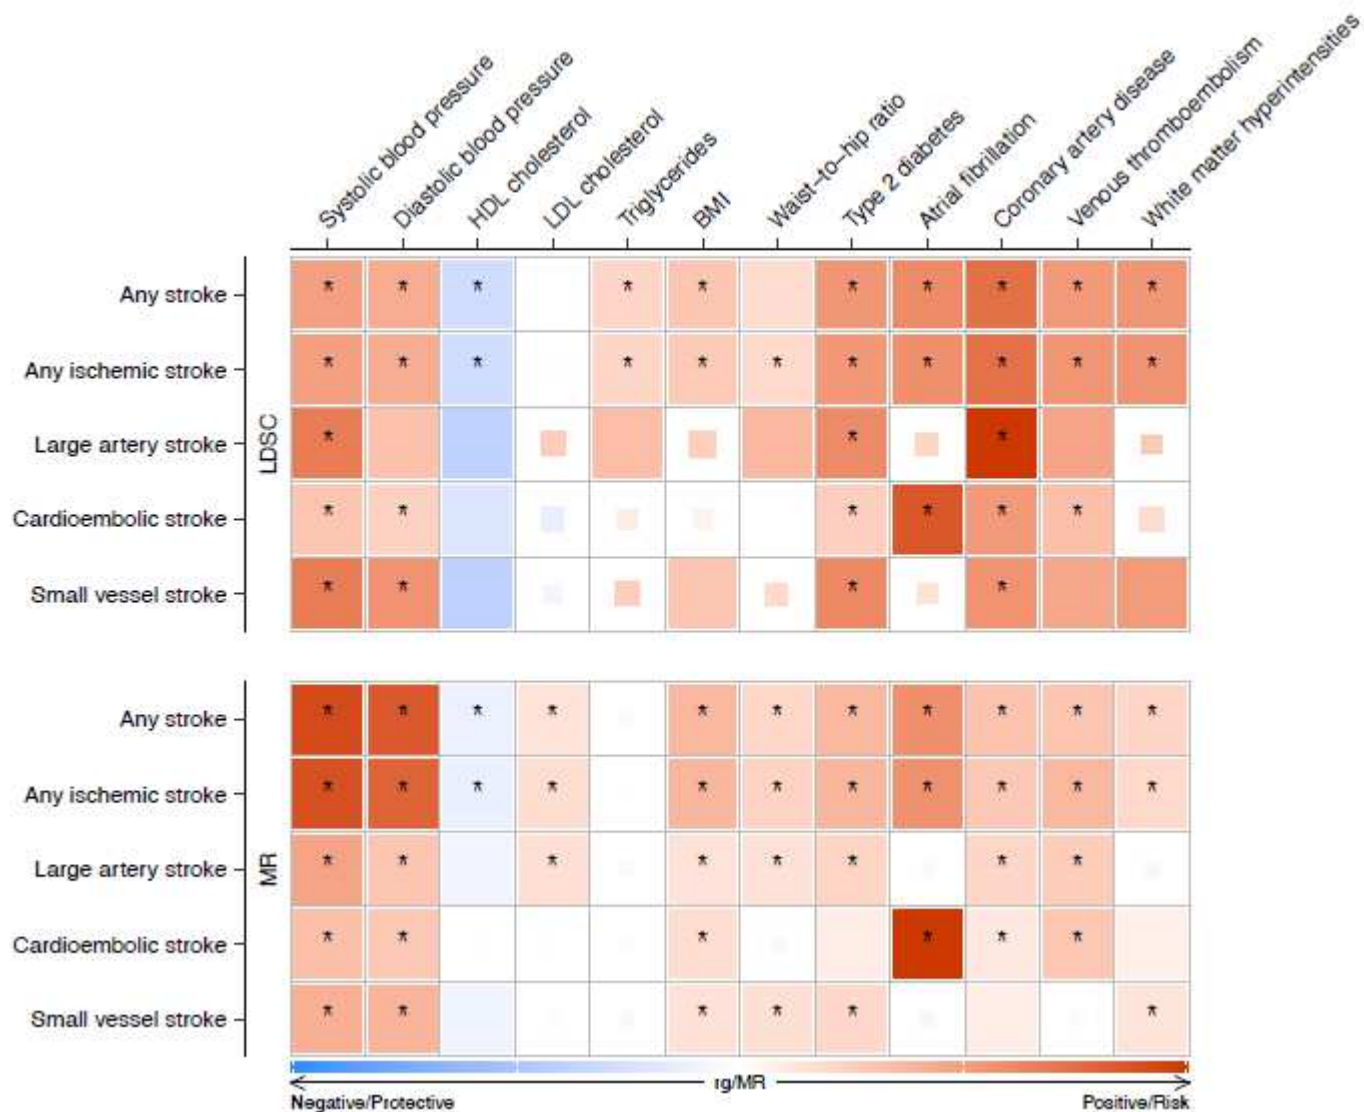 Systolic blood pressure
Diastolic blood pressure
HDL cholesterol
LDL cholesterol
Triglycerides
BMI
Waist-to-hip ratio
Type 2 diabetes
Atrial fibrillation
Coronary artery disease
Venous thromboembolism
White matter hyperintensities
LDSC
Any stroke * * * * * * * * * *
Any ischemic stroke * * * * * * * * * * *
Large artery stroke * * *
Cardioembolic stroke * * * * * *
Small vessel stroke * * * *
MR
Any stroke * * * * * * * * * * *
Any ischemic stroke * * * * * * * * * * *
Large artery stroke * * * * * * * *
Cardioembolic stroke * * * * * *
Small vessel stroke * * * * * *
rg/MR
Negative/Protective Positive/Risk